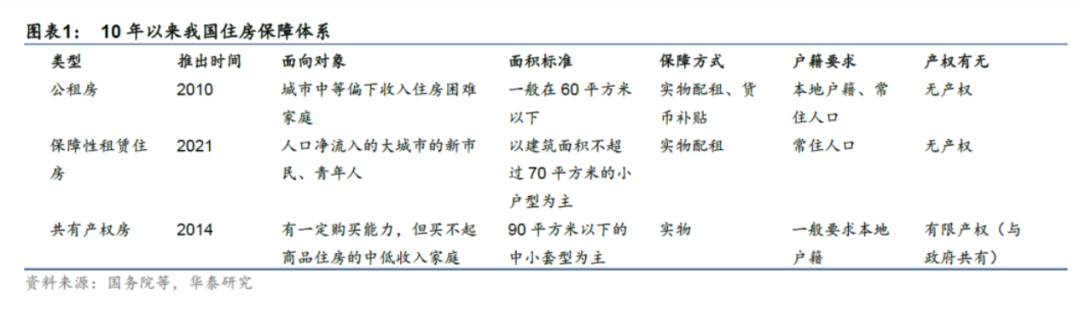 图表1： 10 年以来我国住房保障体系
类型 推出时间 面向对象 面积标准 保障方式 户籍要求 产权有无
公租房 2010 城市中等偏下收入住房困难 一般在 60 平方米 实物配租、货 本地户籍、常 无产权
家庭 以下 币补贴 住人口
保障性租赁住 2021 人口净流入的大城市的新市 以建筑面积不超 实物配租 常住人口 无产权
房 民、青年人 过 70 平方米的小
户型为主
共有产权房 2014 有一定购买能力，但买不起 90 平方米以下的 实物 一般要求本地 有限产权（与
商品住房的中低收入家庭 中小套型为主 户籍 政府共有）
资料来源：国务院等，华泰研究